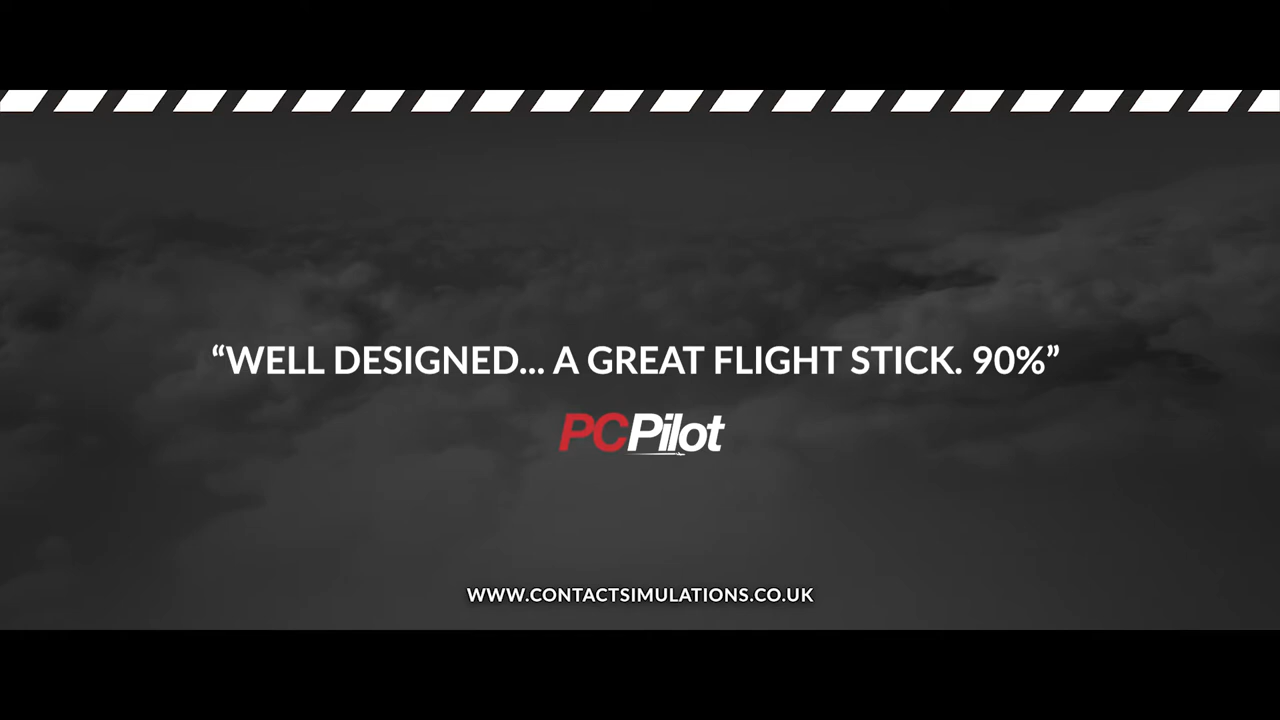 “WELL DESIGNED... A GREAT FLIGHT STICK. 90%”
PCPilot
WWW.CONTACTSIMULATIONS.CO.UK